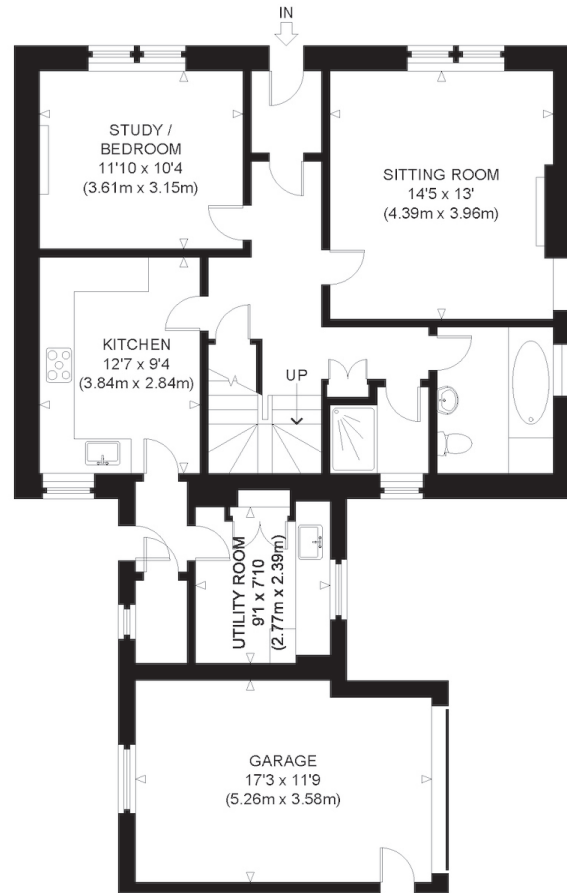 IN
STUDY /
BEDROOM
11'10 x 10'4
(3.61m x 3.15m)
SITTING ROOM
14'5 x 13'
(4.39m x 3.96m)
KITCHEN
12'7 x 9'4
(3.84m x 2.84m)
UP
UTILITY ROOM
9'1 x 7'10
(2.77m x 2.39m)
GARAGE
17'3 x 11'9
(5.26m x 3.58m)